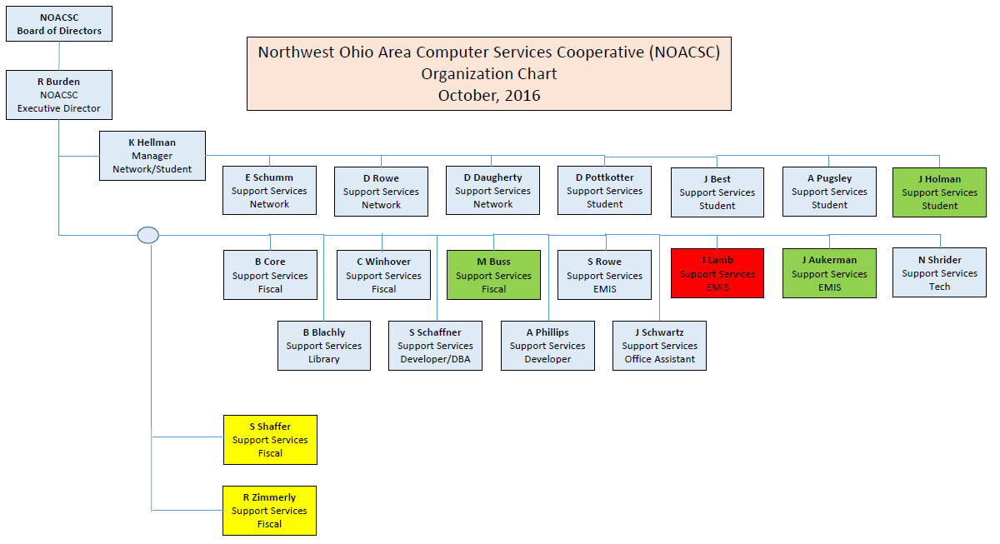 NOACSC
Board of Directors
Northwest Ohio Area Computer Services Cooperative (NOACSC)
Organization Chart
October, 2016
R Burden
NOACSC
Executive Director
K Hellman
Manager
Network/Student
E Schumm
Support Services
Network
D Rowe
Support Services
Network
D Daugherty
Support Services
Network
D Pottkotter
Support Services
Student
J Best
Support Services
Student
A Pugsley
Support Services
Student
J Holman
Support Services
Student
B Core
Support Services
Fiscal
C Winhover
Support Services
Fiscal
M Buss
Support Services
Fiscal
S Rowe
Support Services
EMIS
J Lamb
Support Services
EMIS
J Aukerman
Support Services
EMIS
N Shrider
Support Services
Tech
B Blachly
Support Services
Library
S Schaffner
Support Services
Developer/DBA
A Phillips
Support Services
Developer
J Schwartz
Support Services
Office Assistant
S Shaffer
Support Services
Fiscal
R Zimmerly
Support Services
Fiscal